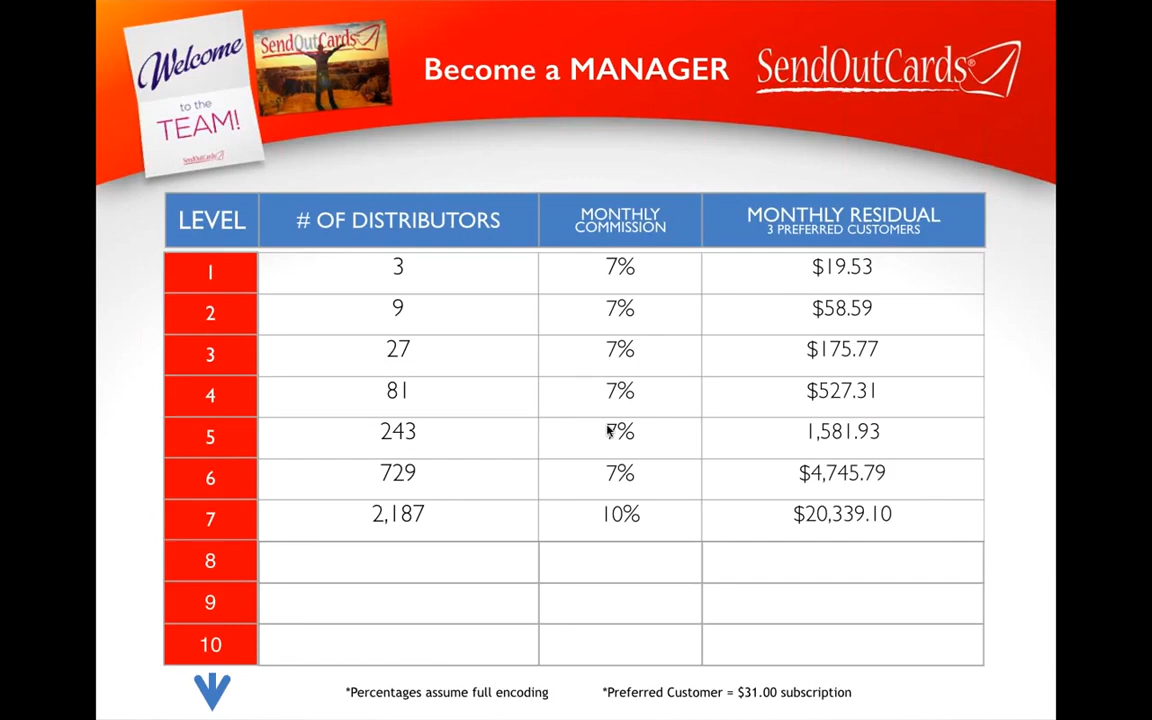 Welcome
to the
TEAM!
SendOutCards
SendOutCards
Become a MANAGER
SendOutCards®
LEVEL # OF DISTRIBUTORS MONTHLY COMMISSION MONTHLY RESIDUAL 3 PREFERRED CUSTOMERS
1 3 7% $19.53
2 9 7% $58.59
3 27 7% $175.77
4 81 7% $527.31
5 243 7% 1,581.93
6 729 7% $4,745.79
7 2,187 10% $20,339.10
8
9
10
*Percentages assume full encoding *Preferred Customer = $31.00 subscription